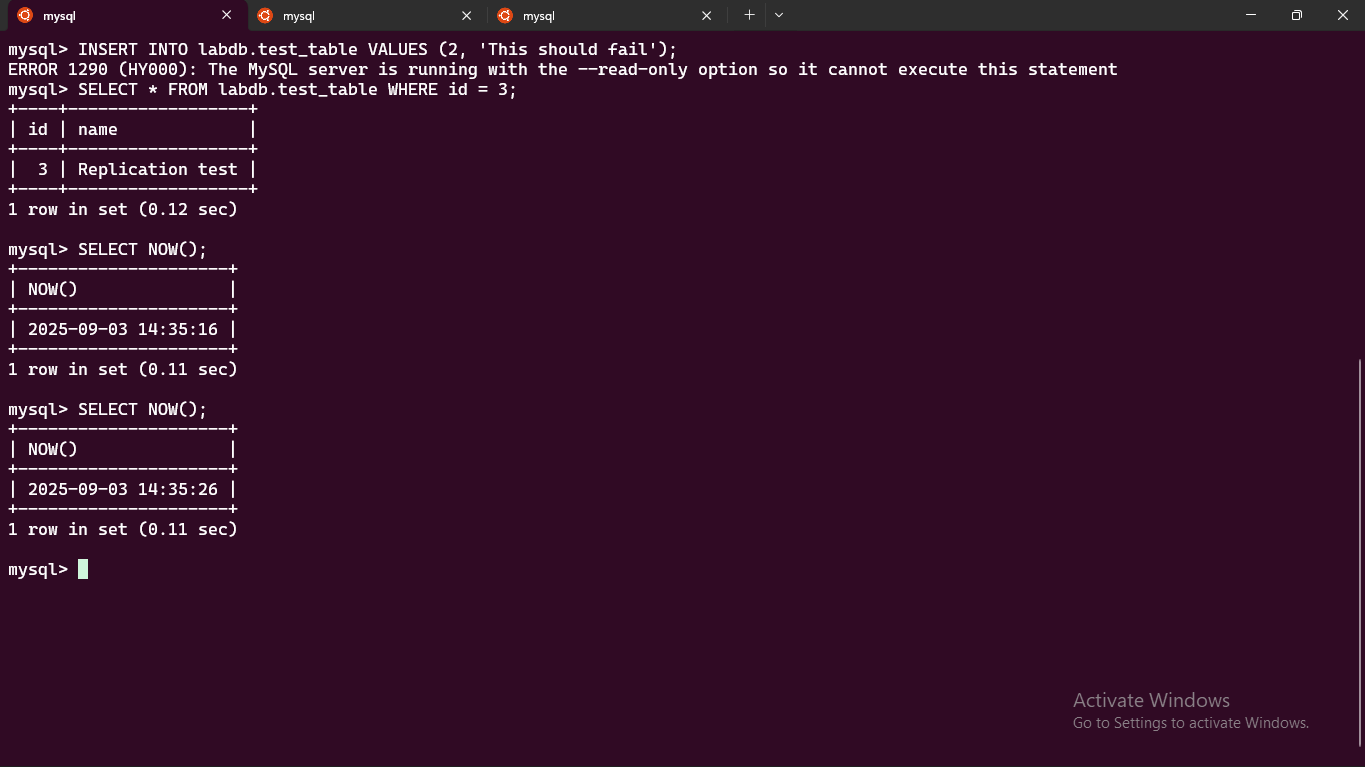 mysql
mysql
mysql
mysql> INSERT INTO labdb.test_table VALUES (2, 'This should fail');
ERROR 1290 (HY000): The MySQL server is running with the --read-only option so it cannot execute this statement
mysql> SELECT * FROM labdb.test_table WHERE id = 3;
+----+------------------+
| id | name             |
+----+------------------+
|  3 | Replication test |
+----+------------------+
1 row in set (0.12 sec)
mysql> SELECT NOW();
+---------------------+
| NOW()               |
+---------------------+
| 2025-09-03 14:35:16 |
+---------------------+
1 row in set (0.11 sec)
mysql> SELECT NOW();
+---------------------+
| NOW()               |
+---------------------+
| 2025-09-03 14:35:26 |
+---------------------+
1 row in set (0.11 sec)
mysql>
Activate Windows
Go to Settings to activate Windows.